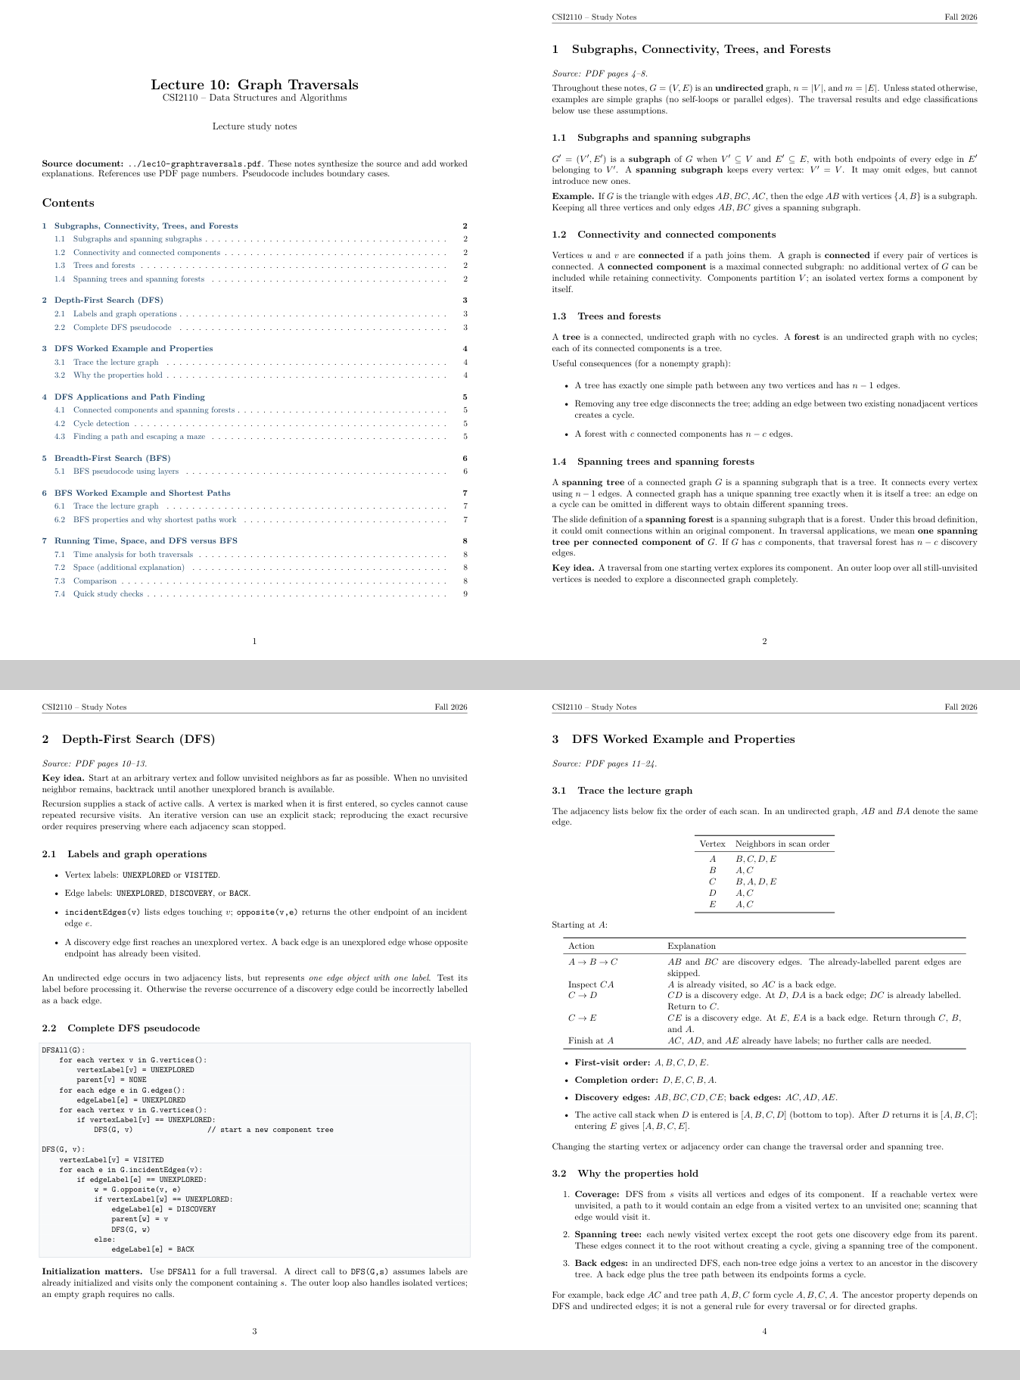 Lecture 10: Graph Traversals
CSI2110 – Data Structures and Algorithms
Lecture study notes
Source document: ../lec10-graphtraversals.pdf. These notes synthesize the source and add worked
explanations. References use PDF page numbers. Pseudocode includes boundary cases.
Contents
1 Subgraphs, Connectivity, Trees, and Forests 2
1.1 Subgraphs and spanning subgraphs 2
1.2 Connectivity and connected components 2
1.3 Trees and forests 2
1.4 Spanning trees and spanning forests 2
2 Depth-First Search (DFS) 3
2.1 Labels and graph operations 3
2.2 Complete DFS pseudocode 3
3 DFS Worked Example and Properties 4
3.1 Trace the lecture graph 4
3.2 Why the properties hold 4
4 DFS Applications and Path Finding 5
4.1 Connected components and spanning forests 5
4.2 Cycle detection 5
4.3 Finding a path and escaping a maze 5
5 Breadth-First Search (BFS) 6
5.1 BFS pseudocode using layers 6
6 BFS Worked Example and Shortest Paths 7
6.1 Trace the lecture graph 7
6.2 BFS properties and why shortest paths work 7
7 Running Time, Space, and DFS versus BFS 8
7.1 Time analysis for both traversals 8
7.2 Space (additional explanation) 8
7.3 Comparison 8
7.4 Quick study checks 9
1
CSI2110 – Study Notes Fall 2026
1 Subgraphs, Connectivity, Trees, and Forests
Source: PDF pages 4–8.
Throughout these notes, G = (V, E) is an undirected graph, n = |V|, and m = |E|. Unless stated otherwise,
examples are simple graphs (no self-loops or parallel edges). The traversal results and edge classifications
below use these assumptions.
1.1 Subgraphs and spanning subgraphs
G′ = (V′, E′) is a subgraph of G when V′ ⊆ V and E′ ⊆ E, with both endpoints of every edge in E′
belonging to V′. A spanning subgraph keeps every vertex: V′ = V. It may omit edges, but cannot
introduce new ones.
Example. If G is the triangle with edges AB, BC, AC, then the edge AB with vertices {A, B} is a subgraph.
Keeping all three vertices and only edges AB, BC gives a spanning subgraph.
1.2 Connectivity and connected components
Vertices u and v are connected if a path joins them. A graph is connected if every pair of vertices is
connected. A connected component is a maximal connected subgraph: no additional vertex of G can be
included while retaining connectivity. Components partition V; an isolated vertex forms a component by
itself.
1.3 Trees and forests
A tree is a connected, undirected graph with no cycles. A forest is an undirected graph with no cycles;
each of its connected components is a tree.
Useful consequences (for a nonempty graph):
• A tree has exactly one simple path between any two vertices and has n − 1 edges.
• Removing any tree edge disconnects the tree; adding an edge between two existing nonadjacent vertices
creates a cycle.
• A forest with c connected components has n − c edges.
1.4 Spanning trees and spanning forests
A spanning tree of a connected graph G is a spanning subgraph that is a tree. It connects every vertex
using n − 1 edges. A connected graph has a unique spanning tree exactly when it is itself a tree: an edge on
a cycle can be omitted in different ways to obtain different spanning trees.
The slide definition of a spanning forest is a spanning subgraph that is a forest. Under this broad definition,
it could omit connections within an original component. In traversal applications, we mean one spanning
tree per connected component of G. If G has c components, that traversal forest has n − c discovery
edges.
Key idea. A traversal from one starting vertex explores its component. An outer loop over all still-unvisited
vertices is needed to explore a disconnected graph completely.
2
CSI2110 – Study Notes Fall 2026
2 Depth-First Search (DFS)
Source: PDF pages 10–13.
Key idea. Start at an arbitrary vertex and follow unvisited neighbors as far as possible. When no unvisited
neighbor remains, backtrack until another unexplored branch is available.
Recursion supplies a stack of active calls. A vertex is marked when it is first entered, so cycles cannot cause
repeated recursive visits. An iterative version can use an explicit stack; reproducing the exact recursive
order requires preserving where each adjacency scan stopped.
2.1 Labels and graph operations
• Vertex labels: UNEXPLORED or VISITED.
• Edge labels: UNEXPLORED, DISCOVERY, or BACK.
• incidentEdges(v) lists edges touching v; opposite(v,e) returns the other endpoint of an incident
edge e.
• A discovery edge first reaches an unexplored vertex. A back edge is an unexplored edge whose opposite
endpoint has already been visited.
An undirected edge occurs in two adjacency lists, but represents one edge object with one label. Test its
label before processing it. Otherwise the reverse occurrence of a discovery edge could be incorrectly labelled
as a back edge.
2.2 Complete DFS pseudocode
DFSAll(G):
for each vertex v in G.vertices():
vertexLabel[v] = UNEXPLORED
parent[v] = NONE
for each edge e in G.edges():
edgeLabel[e] = UNEXPLORED
for each vertex v in G.vertices():
if vertexLabel[v] == UNEXPLORED:
DFS(G, v) // start a new component tree
DFS(G, v):
vertexLabel[v] = VISITED
for each e in G.incidentEdges(v):
if edgeLabel[e] == UNEXPLORED:
w = G.opposite(v, e)
if vertexLabel[w] == UNEXPLORED:
edgeLabel[e] = DISCOVERY
parent[w] = v
DFS(G, w)
else:
edgeLabel[e] = BACK
Initialization matters. Use DFSAll for a full traversal. A direct call to DFS(G,s) assumes labels are
already initialized and visits only the component containing s. The outer loop also handles isolated vertices;
an empty graph requires no calls.
3
CSI2110 – Study Notes Fall 2026
3 DFS Worked Example and Properties
Source: PDF pages 11–24.
3.1 Trace the lecture graph
The adjacency lists below fix the order of each scan. In an undirected graph, AB and BA denote the same
edge.
Vertex Neighbors in scan order
A B, C, D, E
B A, C
C B, A, D, E
D A, C
E A, C
Starting at A:
Action Explanation
A → B → C AB and BC are discovery edges. The already-labelled parent edges are
skipped.
Inspect CA A is already visited, so AC is a back edge.
C → D CD is a discovery edge. At D, DA is a back edge; DC is already labelled.
Return to C.
C → E CE is a discovery edge. At E, EA is a back edge. Return through C, B,
and A.
Finish at A AC, AD, and AE already have labels; no further calls are needed.
• First-visit order: A, B, C, D, E.
• Completion order: D, E, C, B, A.
• Discovery edges: AB, BC, CD, CE; back edges: AC, AD, AE.
• The active call stack when D is entered is [A, B, C, D] (bottom to top). After D returns it is [A, B, C];
entering E gives [A, B, C, E].
Changing the starting vertex or adjacency order can change the traversal order and spanning tree.
3.2 Why the properties hold
1. Coverage: DFS from s visits all vertices and edges of its component. If a reachable vertex were
unvisited, a path to it would contain an edge from a visited vertex to an unvisited one; scanning that
edge would visit it.
2. Spanning tree: each newly visited vertex except the root gets one discovery edge from its parent.
These edges connect it to the root without creating a cycle, giving a spanning tree of the component.
3. Back edges: in an undirected DFS, each non-tree edge joins a vertex to an ancestor in the discovery
tree. A back edge plus the tree path between its endpoints forms a cycle.
For example, back edge AC and tree path A, B, C form cycle A, B, C, A. The ancestor property depends on
DFS and undirected edges; it is not a general rule for every traversal or for directed graphs.
4